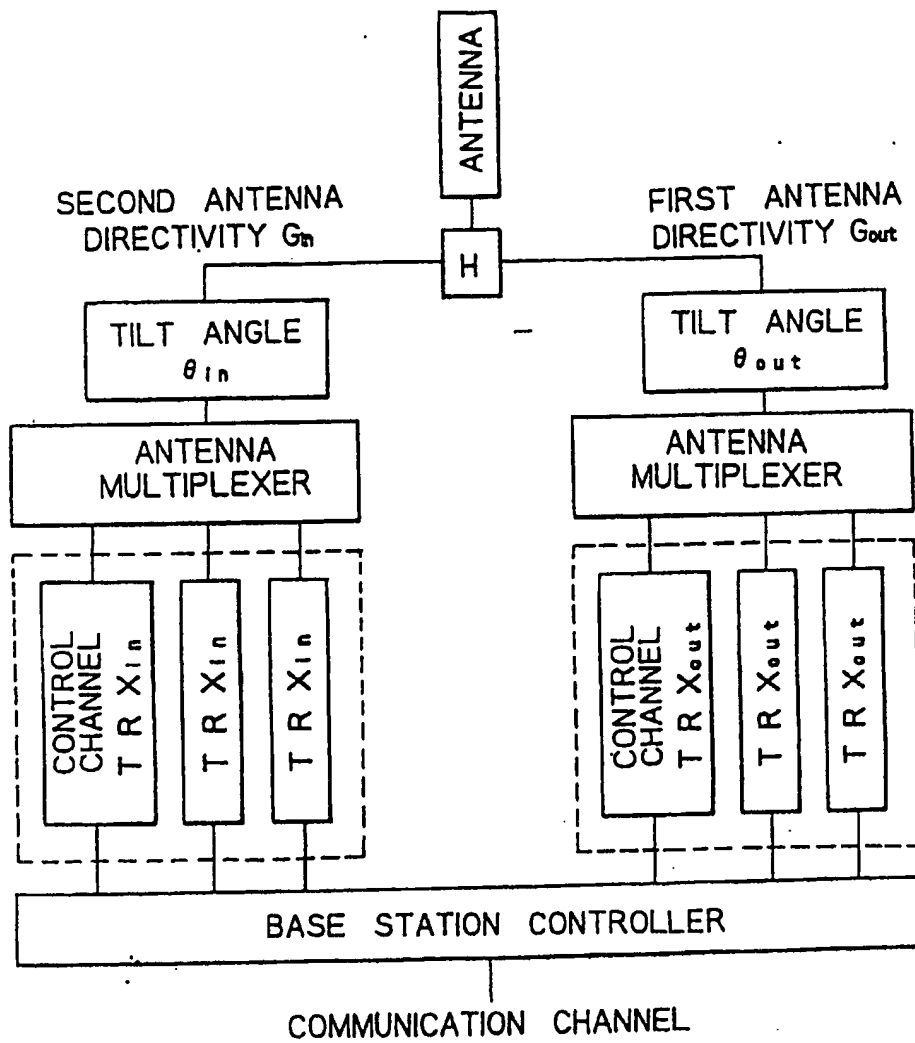 ANTENNA
SECOND ANTENNA
DIRECTIVITY Gin
FIRST ANTENNA
DIRECTIVITY Gout
H
TILT ANGLE
θin
TILT ANGLE
θout
ANTENNA
MULTIPLEXER
ANTENNA
MULTIPLEXER
CONTROL
CHANNEL
TRXin
TRXin
TRXin
CONTROL
CHANNEL
TRXout
TRXout
TRXout
BASE STATION CONTROLLER
COMMUNICATION CHANNEL